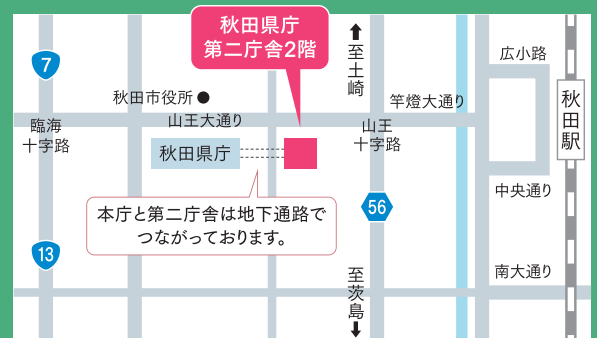 秋田県庁
第二庁舎2階
7
至土崎
広小路
秋田市役所
竿燈大通り
秋田駅
臨海
十字路
山王大通り
山王
十字路
秋田県庁
中央通り
本庁と第二庁舎は地下通路で
つながっております。
56
13
南大通り
至茨島